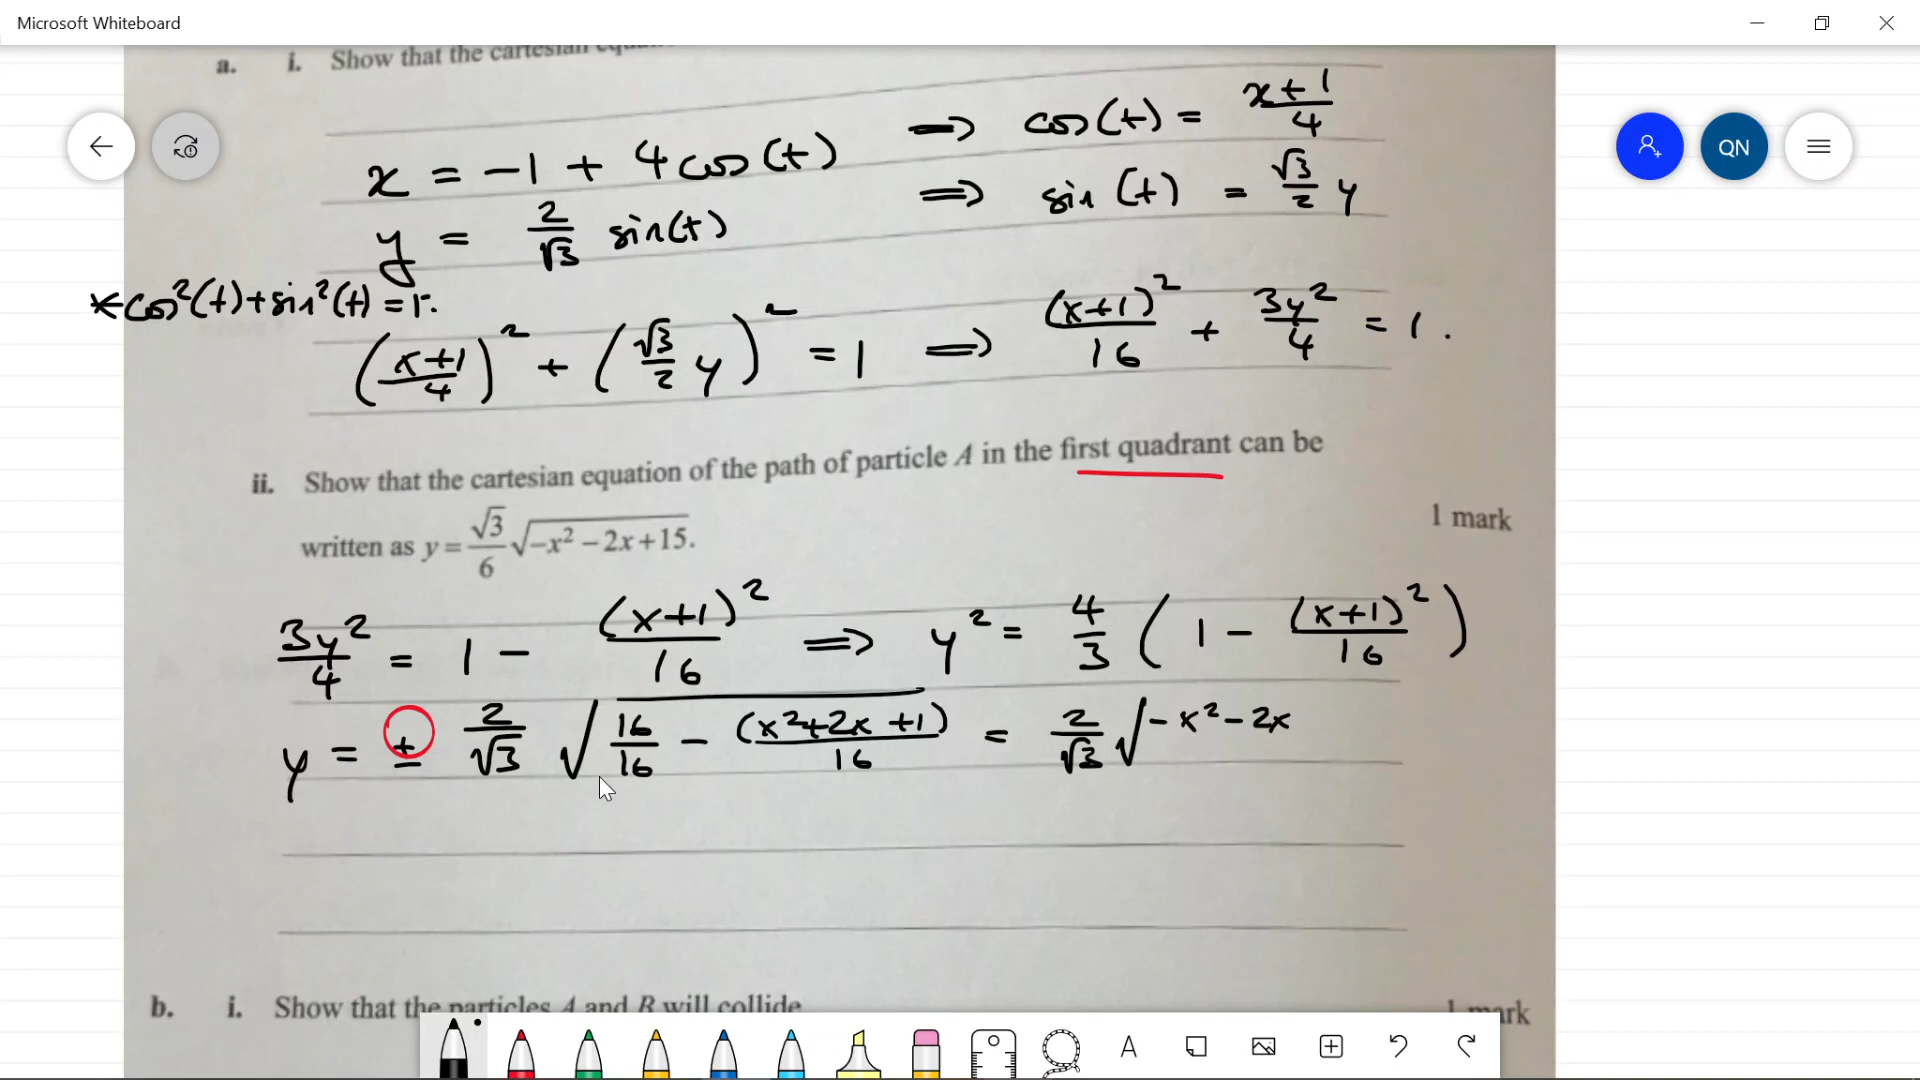 Microsoft Whiteboard
a. i. Show that the cartesian
x = -1 + 4cos(t) ⟹ cos(t) = (x+1)/4
y = 2/√3 sin(t) ⟹ sin(t) = √3/2 y
*cos²(t)+sin²(t) = 1.
((x+1)/4)² + (√3/2 y)² = 1 ⟹ (x+1)²/16 + 3y²/4 = 1.
ii. Show that the cartesian equation of the path of particle A in the first quadrant can be
written as y = √3/6 √(-x² - 2x + 15).
1 mark
3y²/4 = 1 - (x+1)²/16 ⟹ y² = 4/3 (1 - (x+1)²/16)
y = ± 2/√3 √(16/16 - (x²+2x+1)/16) = 2/√3 √-x² - 2x
b. i. Show that the particles A and B will collide
1 mark
QN